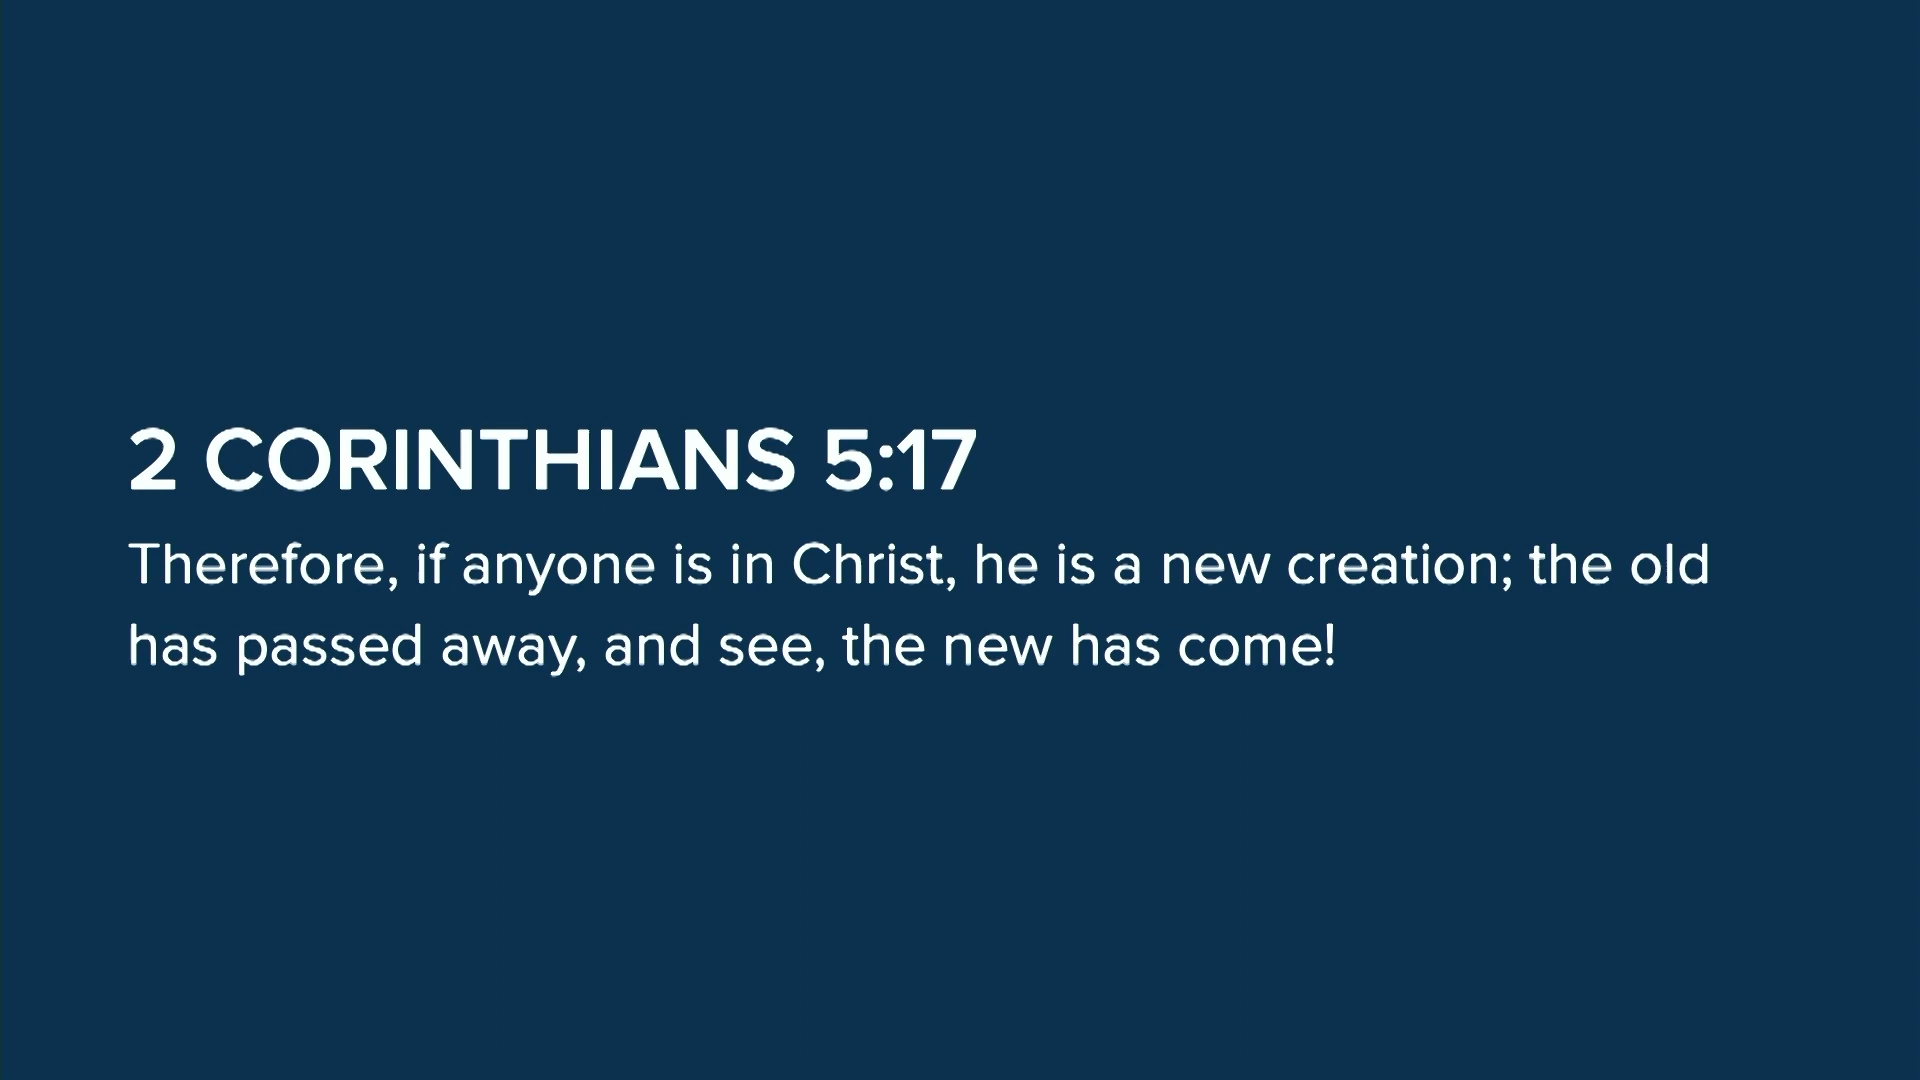 2 CORINTHIANS 5:17
Therefore, if anyone is in Christ, he is a new creation; the old
has passed away, and see, the new has come!